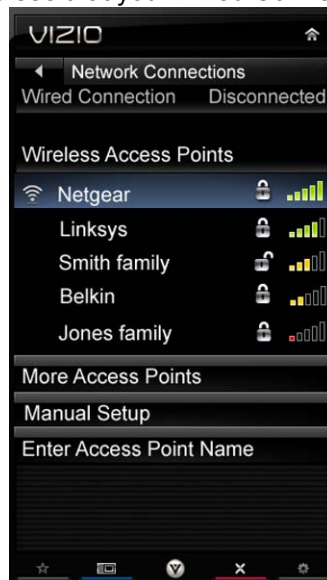 VIZIO
Network Connections
Wired Connection Disconnected
Wireless Access Points
Netgear
Linksys
Smith family
Belkin
Jones family
More Access Points
Manual Setup
Enter Access Point Name
V